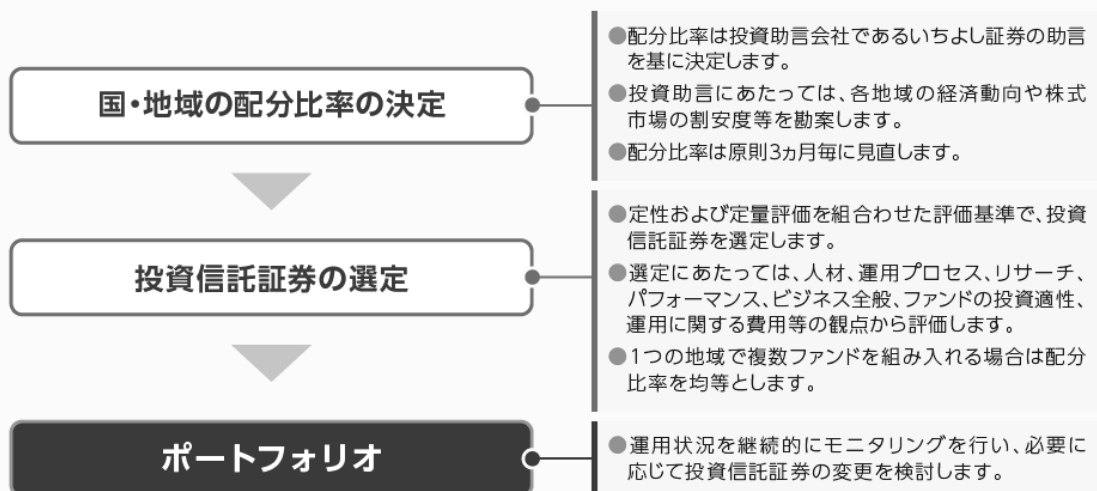 国・地域の配分比率の決定
●配分比率は投資助言会社であるいちよし証券の助言
を基に決定します。
●投資助言にあたっては、各地域の経済動向や株式
市場の割安度等を勘案します。
●配分比率は原則3ヵ月毎に見直します。
投資信託証券の選定
●定性および定量評価を組合わせた評価基準で、投資
信託証券を選定します。
●選定にあたっては、人材、運用プロセス、リサーチ、
パフォーマンス、ビジネス全般、ファンドの投資適性、
運用に関する費用等の観点から評価します。
●1つの地域で複数ファンドを組み入れる場合は配分
比率を均等とします。
ポートフォリオ
●運用状況を継続的にモニタリングを行い、必要に
応じて投資信託証券の変更を検討します。